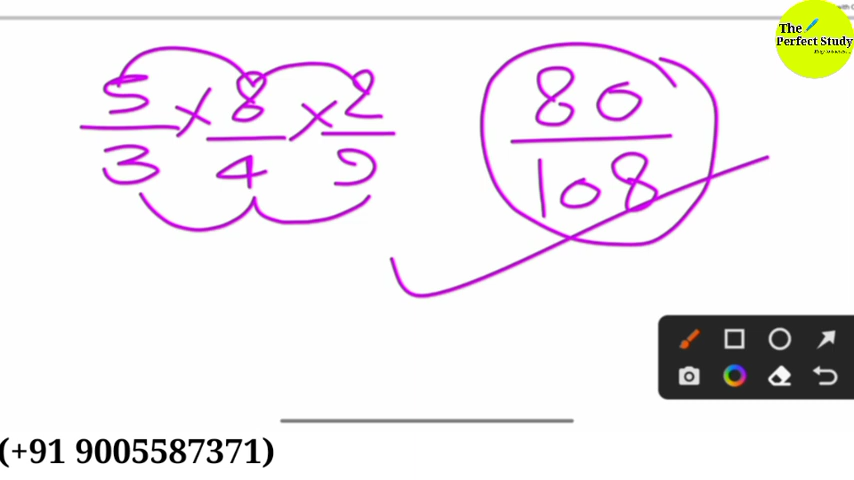 The
Perfect Study
5/3 × 8/4 × 2/9
80/108
(+91 9005587371)